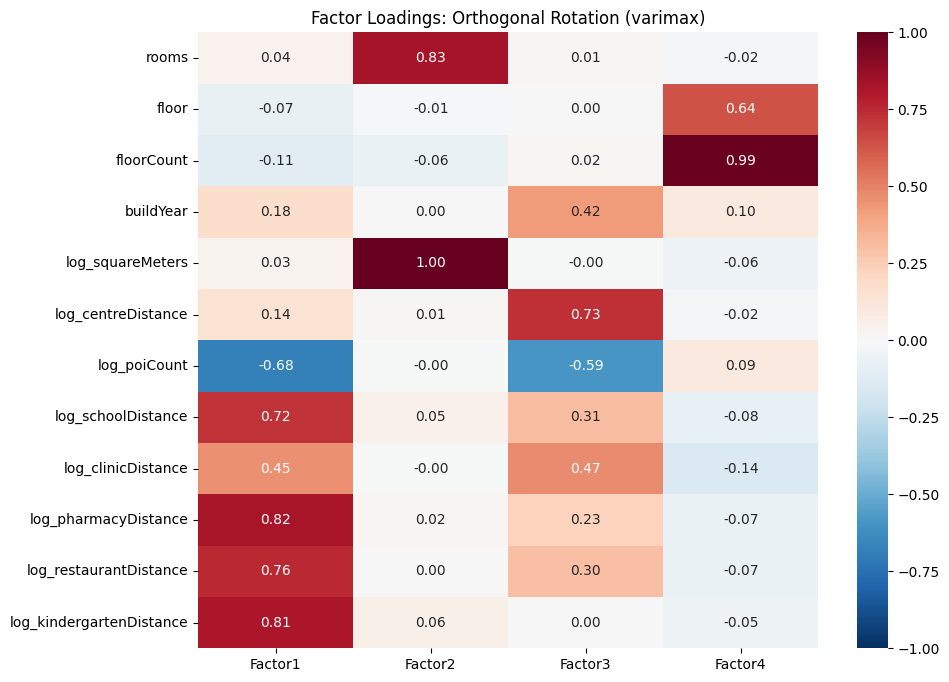 Factor Loadings: Orthogonal Rotation (varimax)
rooms 0.04 0.83 0.01 -0.02
floor -0.07 -0.01 0.00 0.64
floorCount -0.11 -0.06 0.02 0.99
buildYear 0.18 0.00 0.42 0.10
log_squareMeters 0.03 1.00 -0.00 -0.06
log_centreDistance 0.14 0.01 0.73 -0.02
log_poiCount -0.68 -0.00 -0.59 0.09
log_schoolDistance 0.72 0.05 0.31 -0.08
log_clinicDistance 0.45 -0.00 0.47 -0.14
log_pharmacyDistance 0.82 0.02 0.23 -0.07
log_restaurantDistance 0.76 0.00 0.30 -0.07
log_kindergartenDistance 0.81 0.06 0.00 -0.05
Factor1 Factor2 Factor3 Factor4
1.00
0.75
0.50
0.25
0.00
−0.25
−0.50
−0.75
−1.00